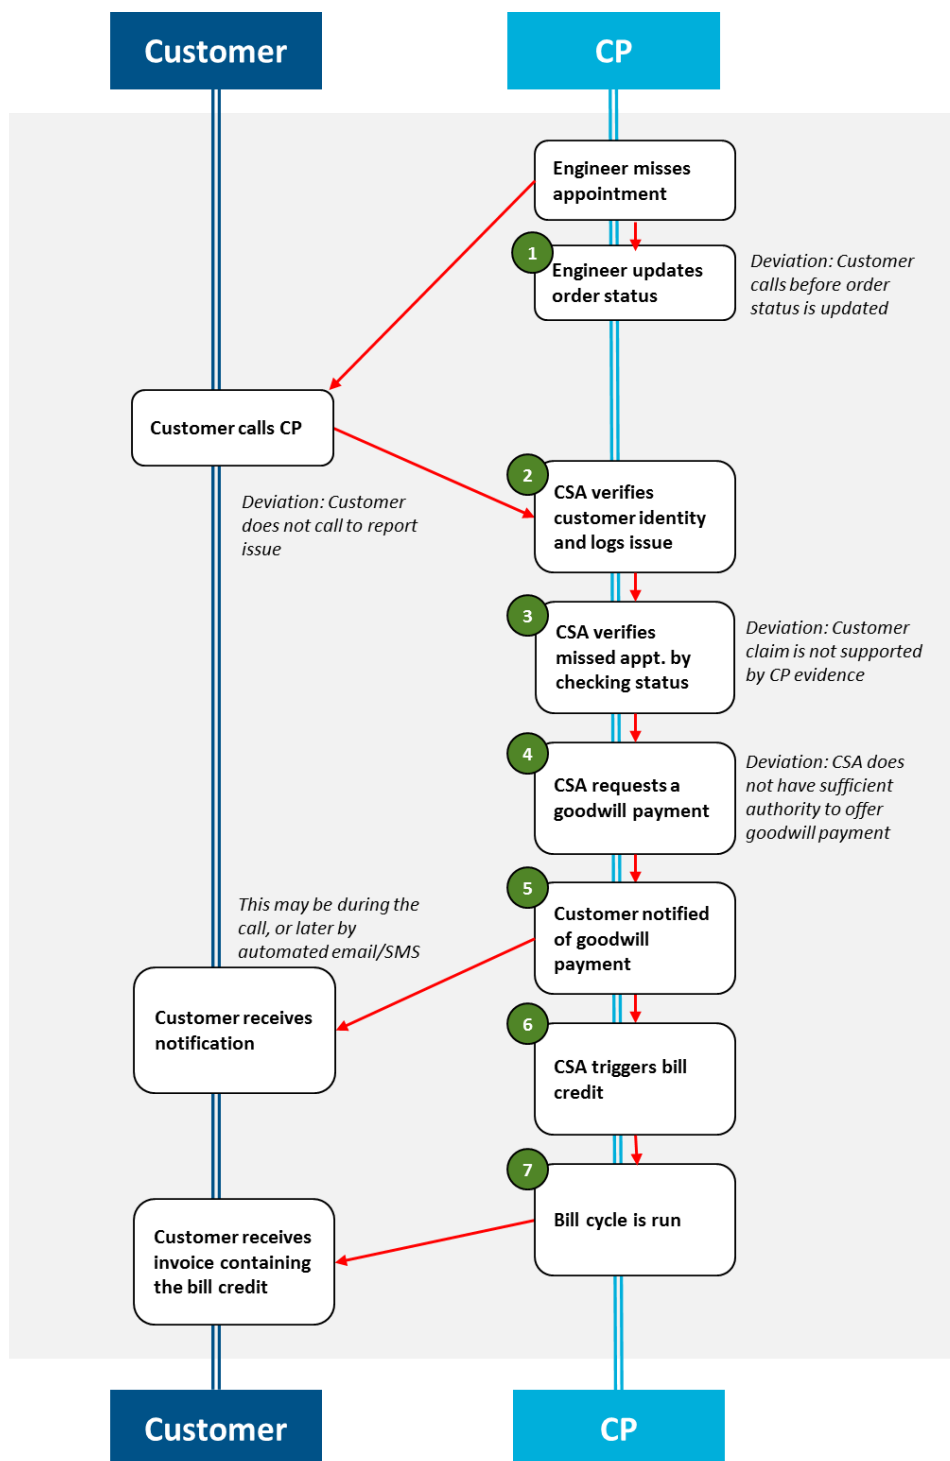 Customer
CP
Engineer misses
appointment
1
Engineer updates
order status
Deviation: Customer
calls before order
status is updated
Customer calls CP
Deviation: Customer
does not call to report
issue
2
CSA verifies
customer identity
and logs issue
3
CSA verifies
missed appt. by
checking status
Deviation: Customer
claim is not supported
by CP evidence
4
CSA requests a
goodwill payment
Deviation: CSA does
not have sufficient
authority to offer
goodwill payment
5
Customer notified
of goodwill
payment
This may be during the
call, or later by
automated email/SMS
Customer receives
notification
6
CSA triggers bill
credit
7
Bill cycle is run
Customer receives
invoice containing
the bill credit
Customer
CP